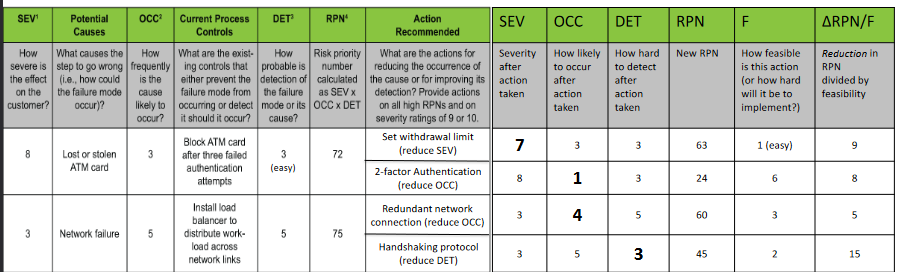 SEV¹ Potential Causes OCC² Current Process Controls DET³ RPN⁴ Action Recommended SEV OCC DET RPN F ΔRPN/F
How severe is the effect on the customer? What causes the step to go wrong (i.e., how could the failure mode occur)? How frequently is the cause likely to occur? What are the exist-ing controls that either prevent the failure mode from occurring or detect it should it occur? How probable is detection of the failure mode or its cause? Risk priority number calculated as SEV x OCC x DET What are the actions for reducing the occurrence of the cause or for improving its detection? Provide actions on all high RPNs and on severity ratings of 9 or 10. Severity after action taken How likely to occur after action taken How hard to detect after action taken New RPN How feasible is this action (or how hard will it be to implement?) Reduction in RPN divided by feasibility
8 Lost or stolen ATM card 3 Block ATM card after three failed authentication attempts 3 (easy) 72 Set withdrawal limit (reduce SEV) 7 3 3 63 1 (easy) 9
2-factor Authentication (reduce OCC) 8 1 3 24 6 8
3 Network failure 5 Install load balancer to distribute work-load across network links 5 75 Redundant network connection (reduce OCC) 3 4 5 60 3 5
Handshaking protocol (reduce DET) 3 5 3 45 2 15